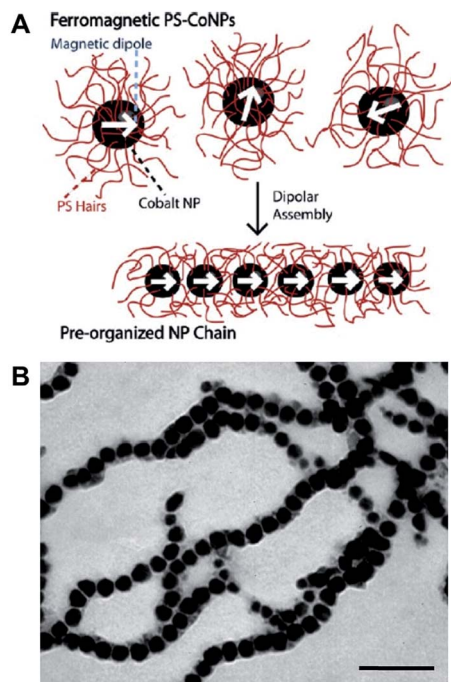 A
Ferromagnetic PS-CoNPs
Magnetic dipole
PS Hairs
Cobalt NP
Dipolar
Assembly
Pre-organized NP Chain
B